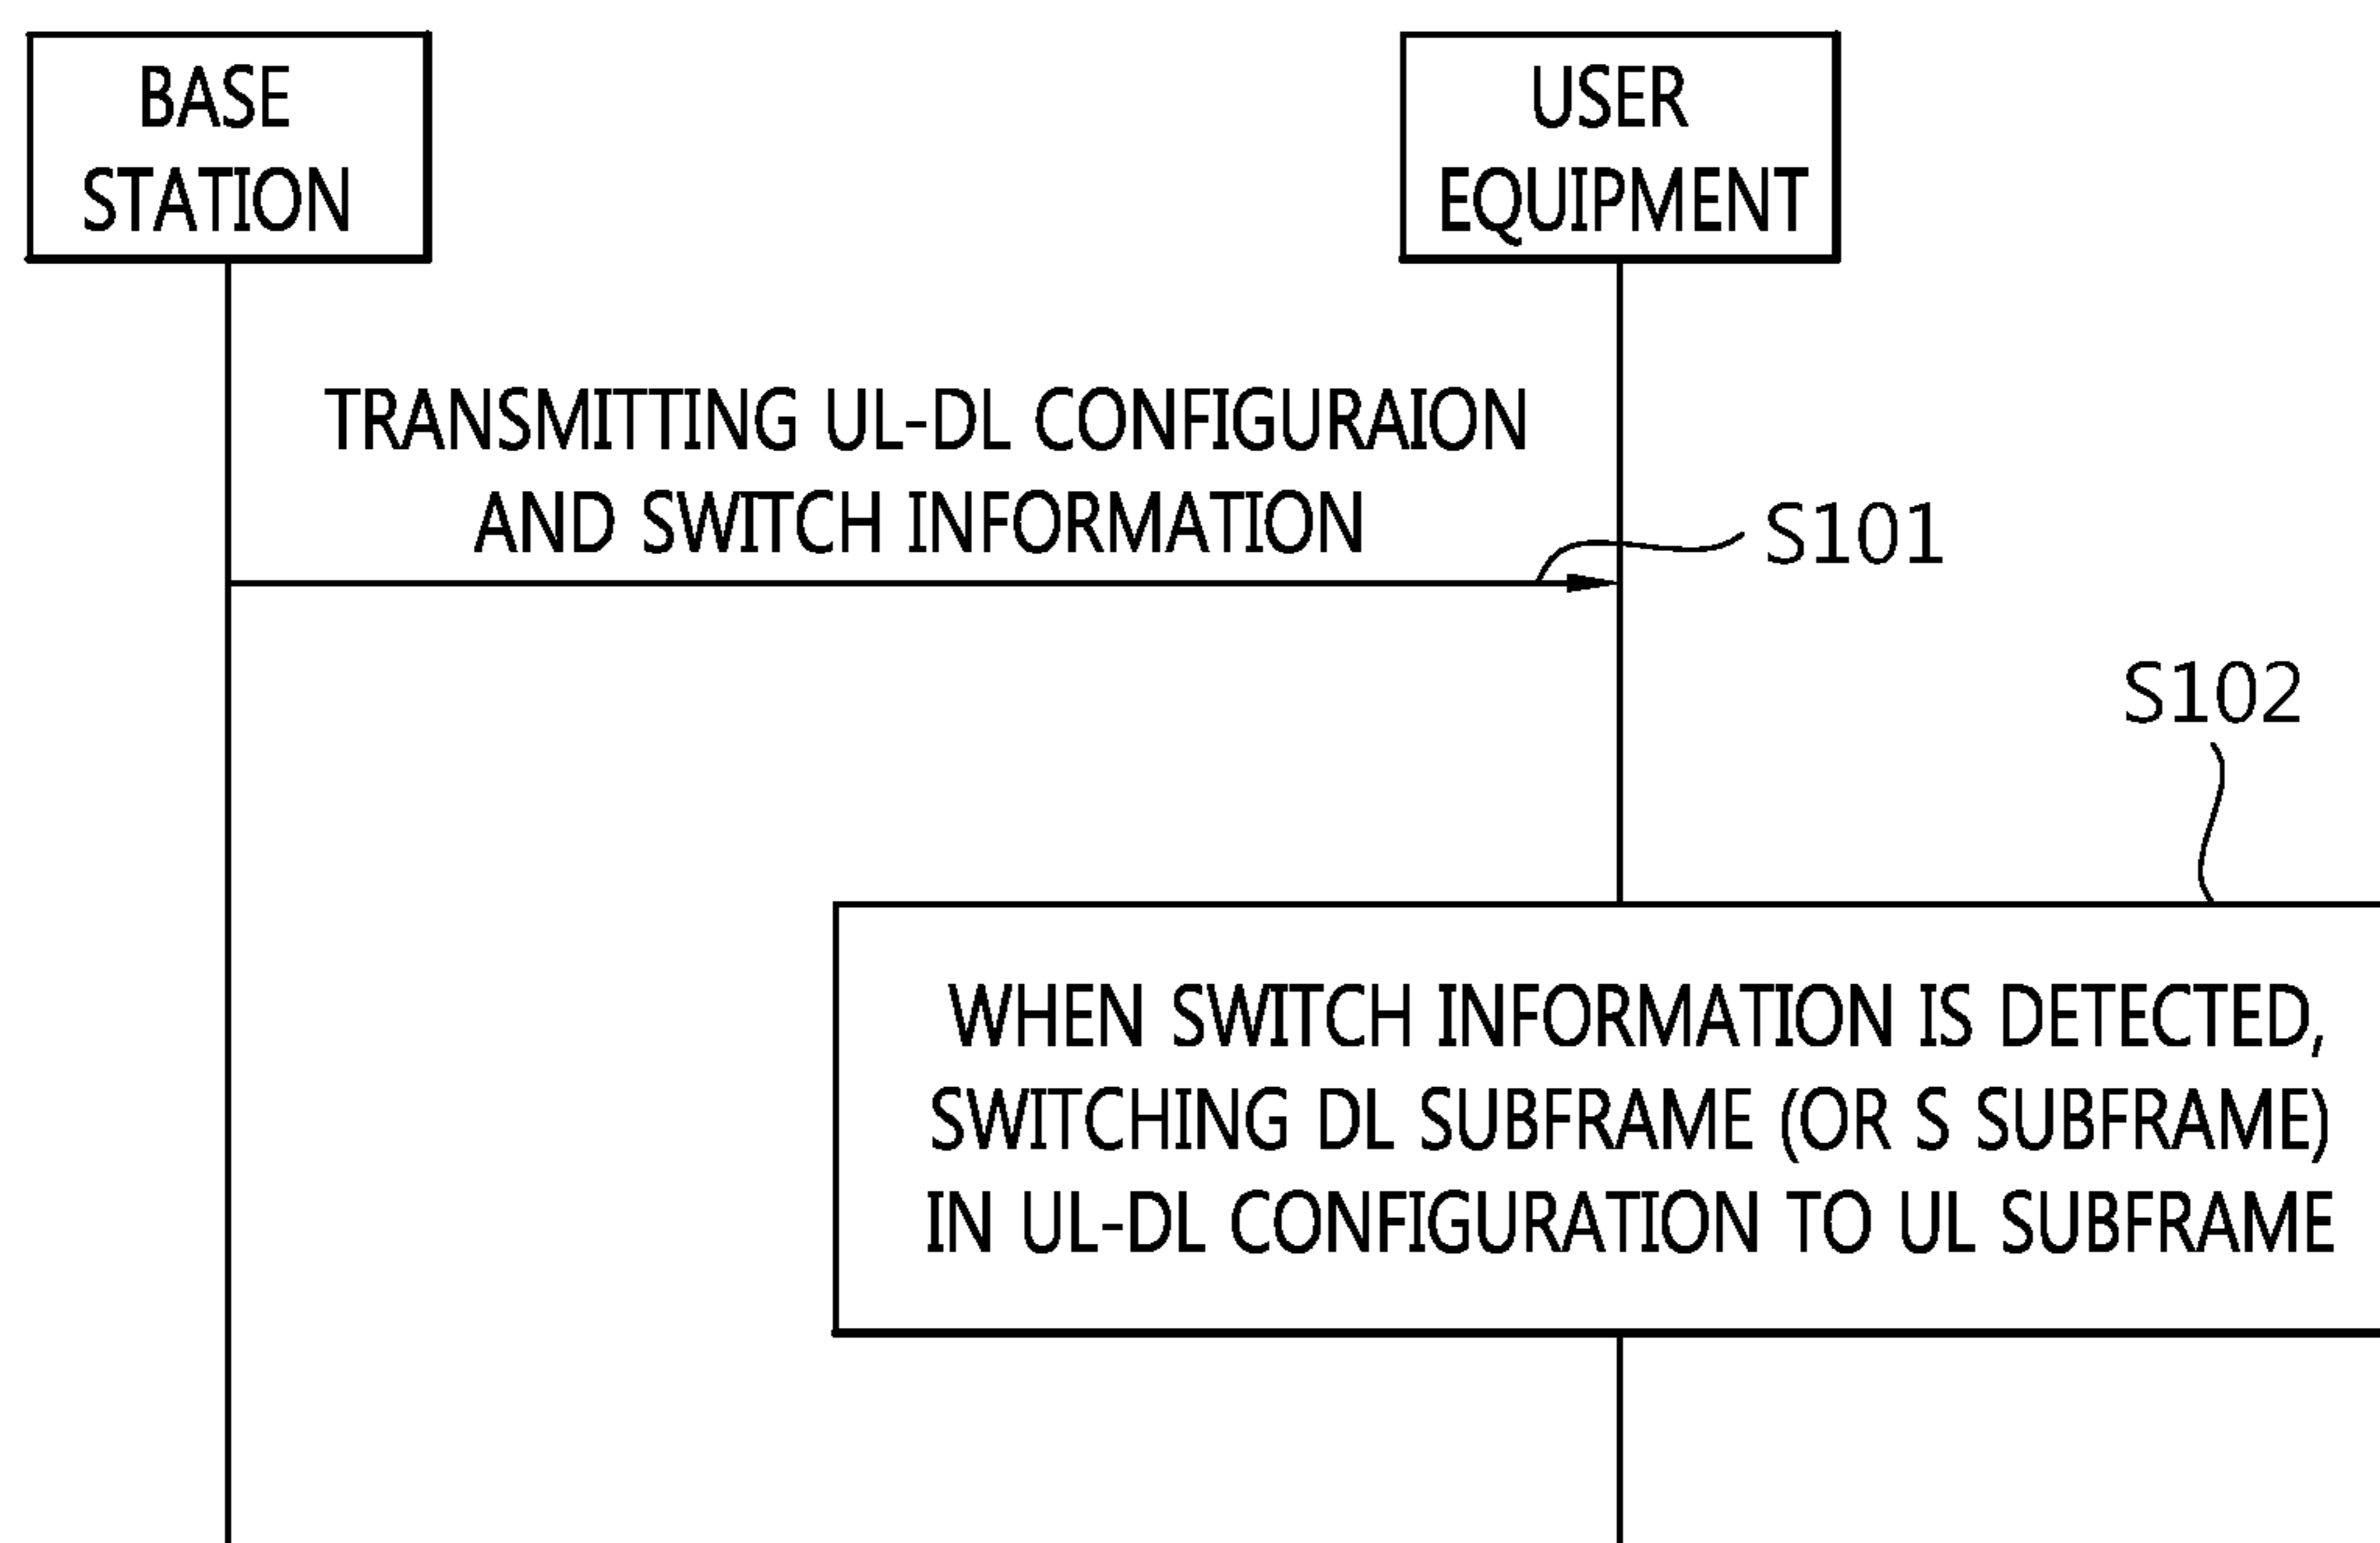 BASE
STATION
USER
EQUIPMENT
TRANSMITTING UL-DL CONFIGURAION
AND SWITCH INFORMATION
S101
S102
WHEN SWITCH INFORMATION IS DETECTED,
SWITCHING DL SUBFRAME (OR S SUBFRAME)
IN UL-DL CONFIGURATION TO UL SUBFRAME